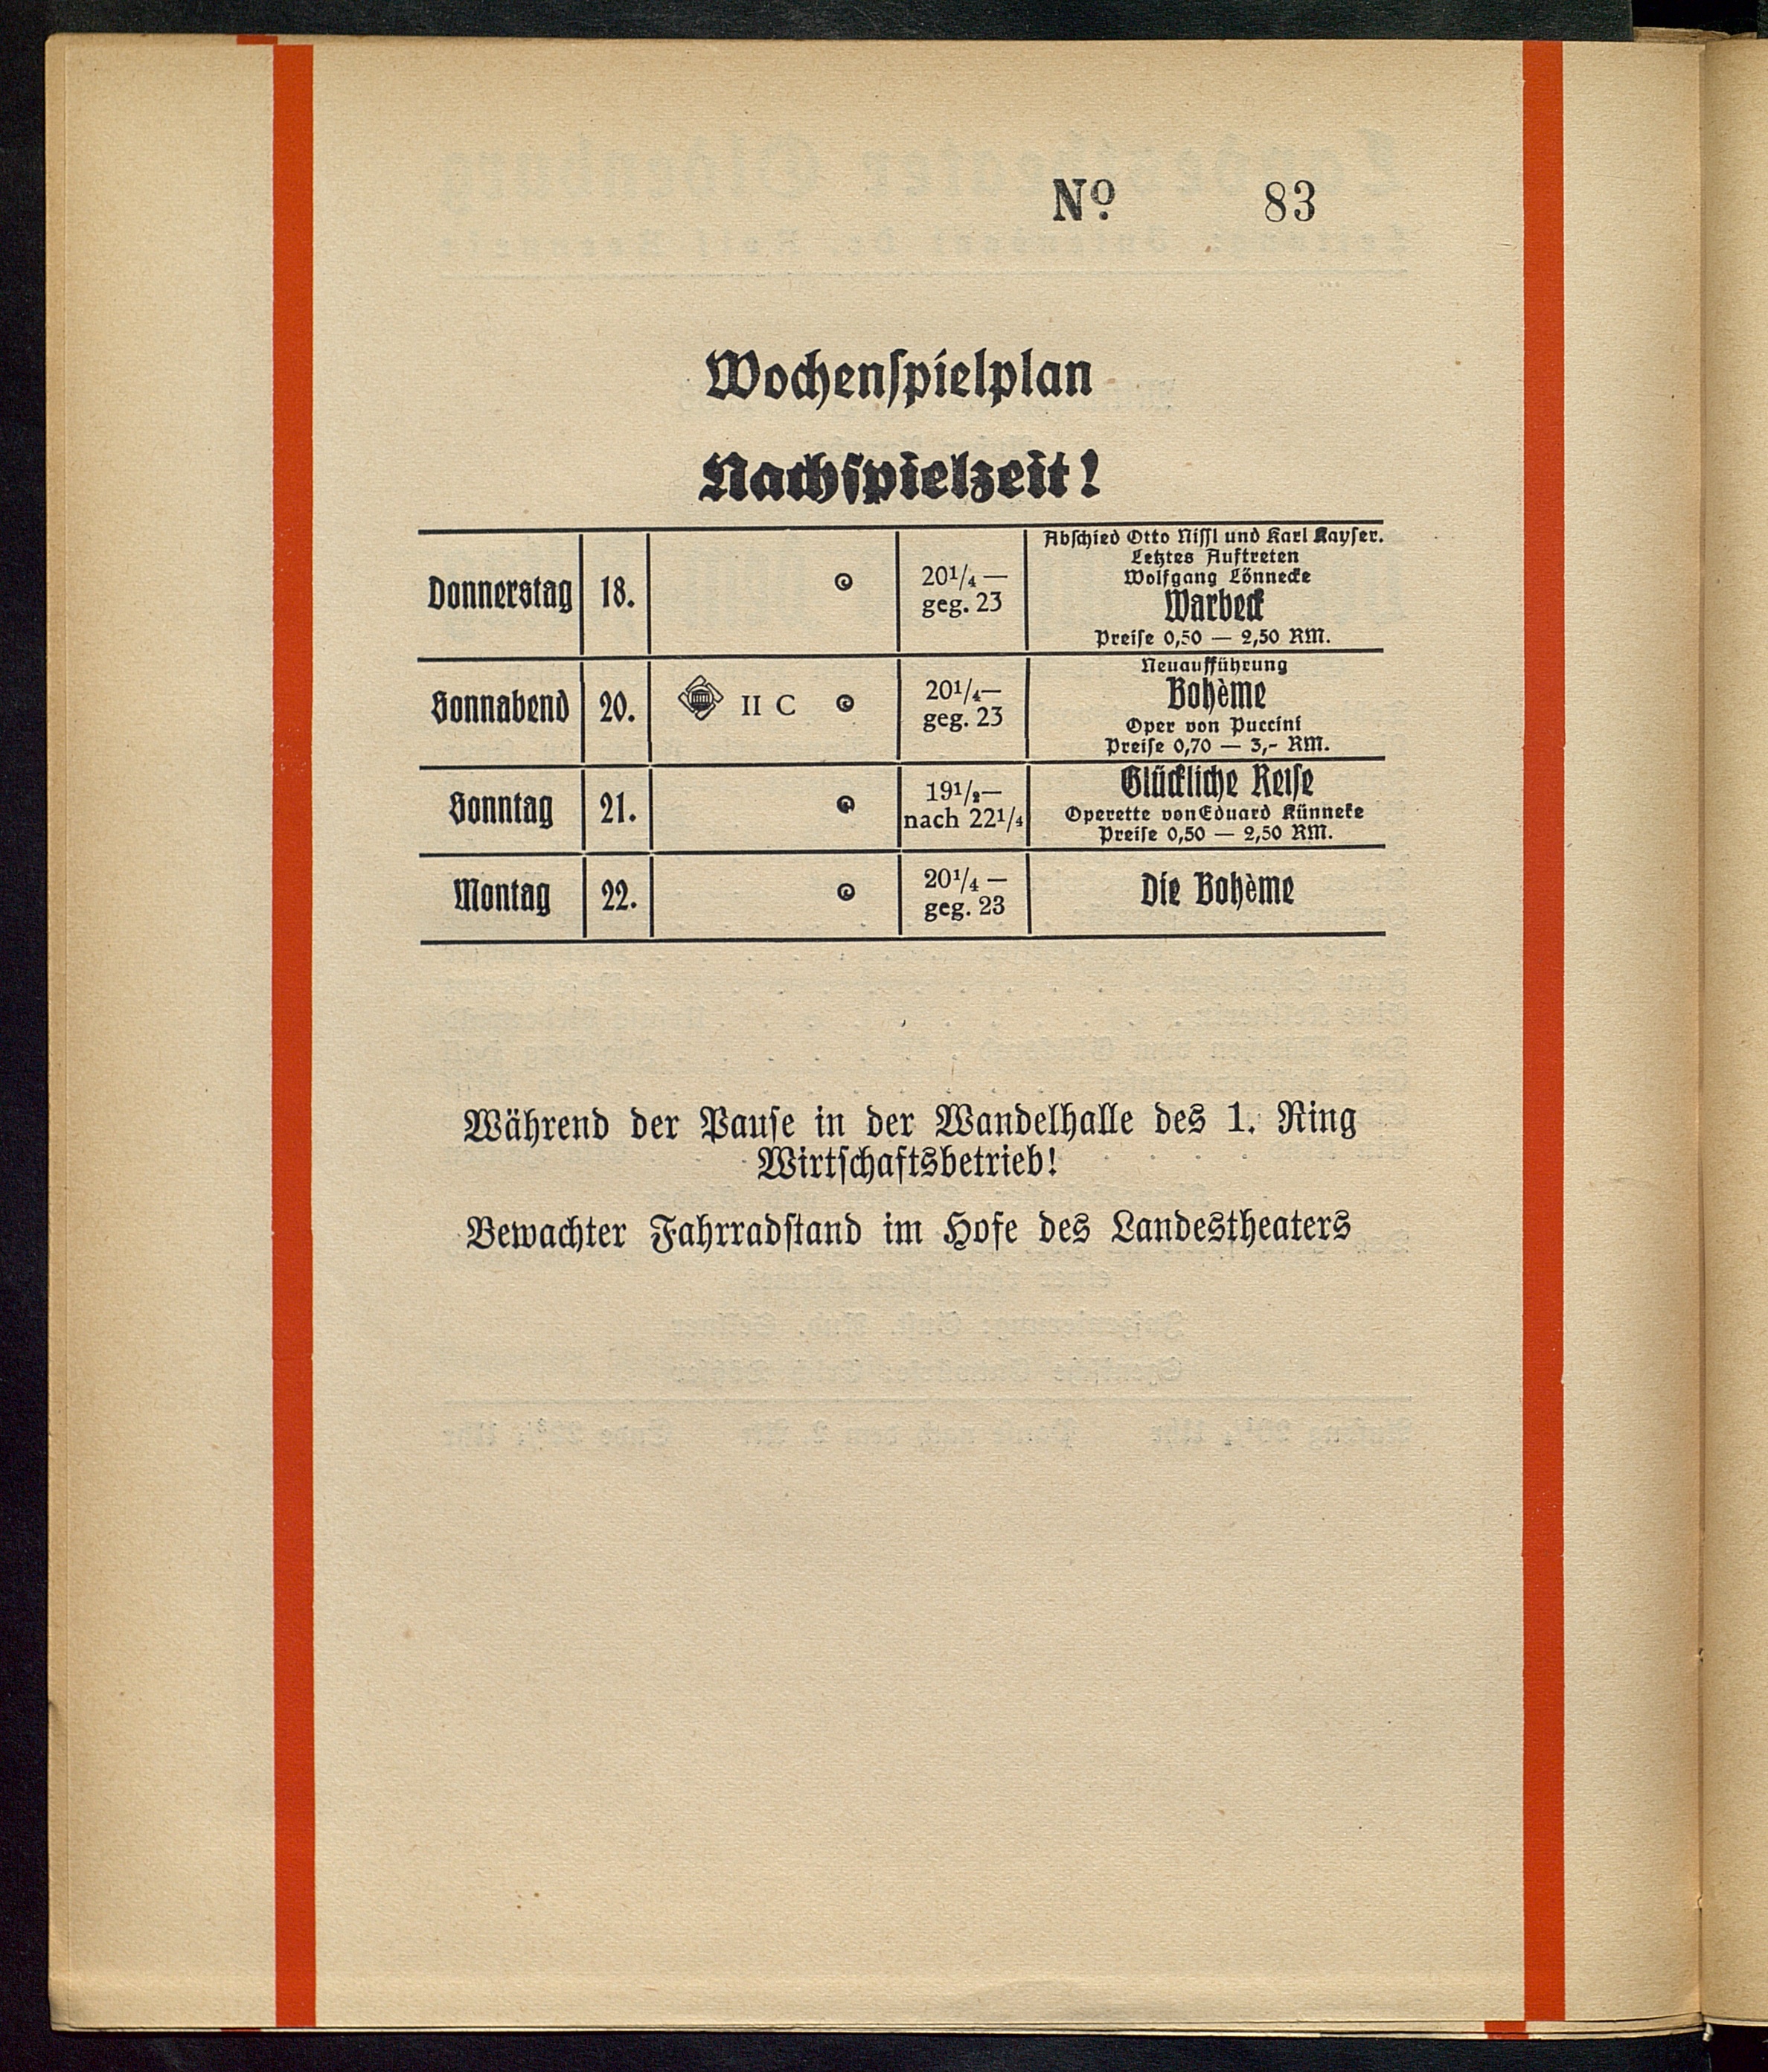 Nº 83
Wochenspielplan
Nachspielzeit!
Donnerstag 18. 20¼ — geg. 23
Abschied Otto Nissl und Karl Kayser.
Letztes Auftreten
Wolfgang Lönnecke
Warbeck
Preise 0,50 — 2,50 RM.
Sonnabend 20. II C 20¼— geg. 23
Neuaufführung
Bohème
Oper von Puccini
Preise 0,70 — 3,- RM.
Sonntag 21. 19½— nach 22¼
Glückliche Reise
Operette von Eduard Künneke
Preise 0,50 — 2,50 RM.
Montag 22. 20¼ — geg. 23
Die Bohème
Während der Pause in der Wandelhalle des 1. Ring
Wirtschaftsbetrieb!
Bewachter Fahrradstand im Hofe des Landestheaters